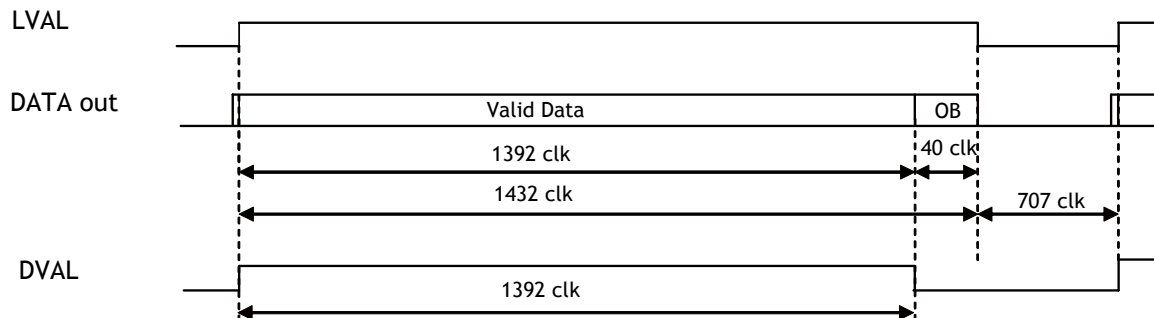 LVAL
DATA out
Valid Data
OB
1392 clk
40 clk
1432 clk
707 clk
DVAL
1392 clk